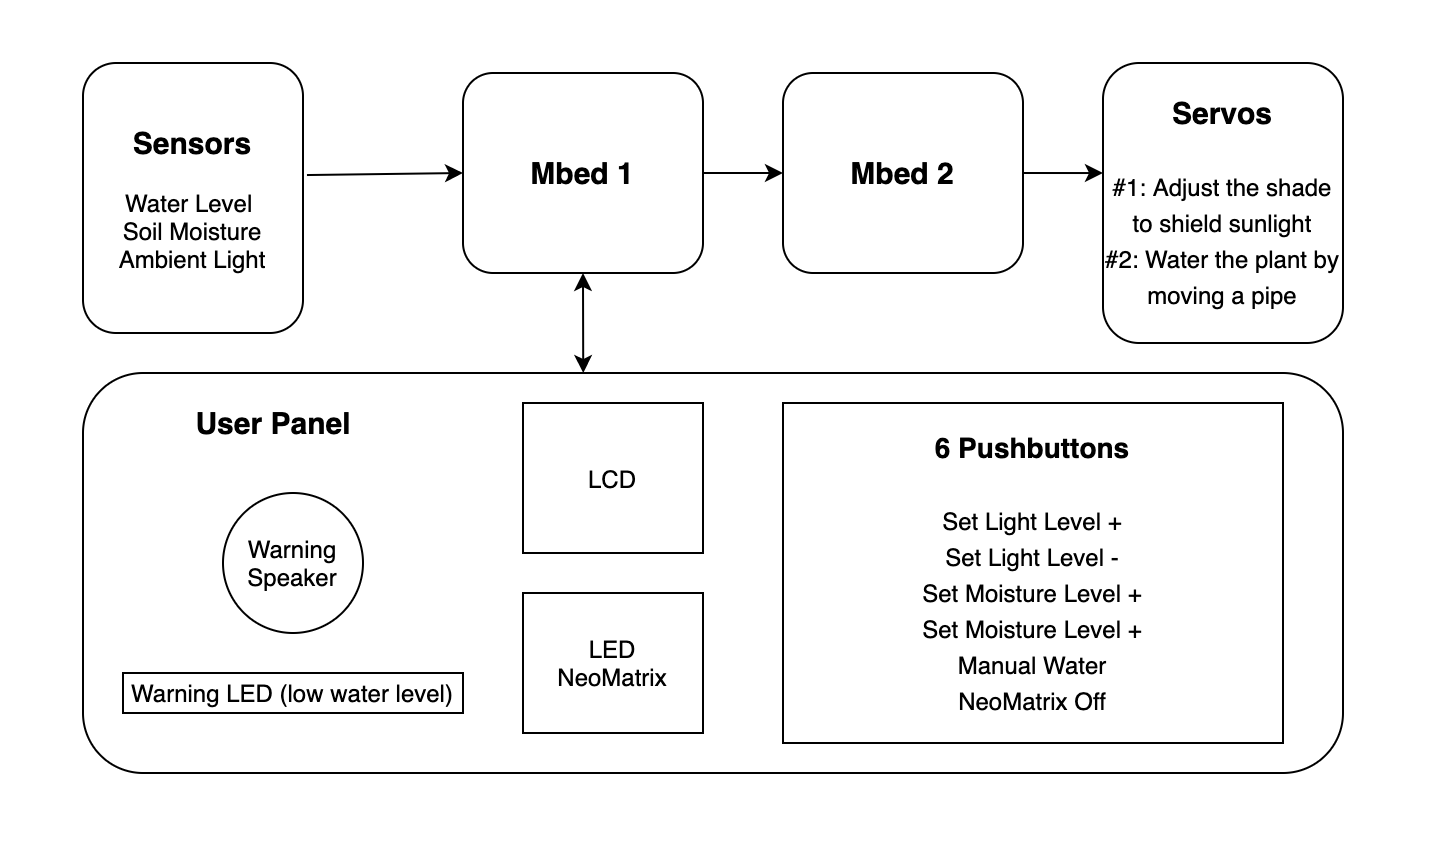 Sensors
Water Level
Soil Moisture
Ambient Light
Mbed 1
Mbed 2
Servos
#1: Adjust the shade
to shield sunlight
#2: Water the plant by
moving a pipe
User Panel
Warning
Speaker
Warning LED (low water level)
LCD
LED
NeoMatrix
6 Pushbuttons
Set Light Level +
Set Light Level -
Set Moisture Level +
Set Moisture Level +
Manual Water
NeoMatrix Off